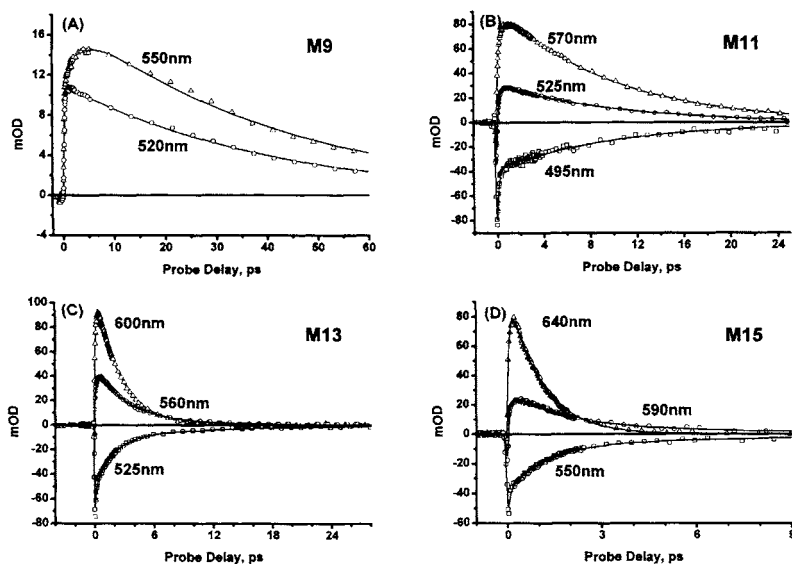 (A)
M9
550nm
520nm
mOD
16
12
8
4
0
-4
0 10 20 30 40 50 60
Probe Delay, ps
(B)
M11
570nm
525nm
495nm
mOD
80
60
40
20
0
-20
-40
-60
-80
0 4 8 12 16 20 24
Probe Delay, ps
(C)
M13
600nm
560nm
525nm
mOD
100
80
60
40
20
0
-20
-40
-60
-80
0 6 12 18 24
Probe Delay, ps
(D)
M15
640nm
590nm
550nm
mOD
80
60
40
20
0
-20
-40
-60
0 3 6 8
Probe Delay, ps